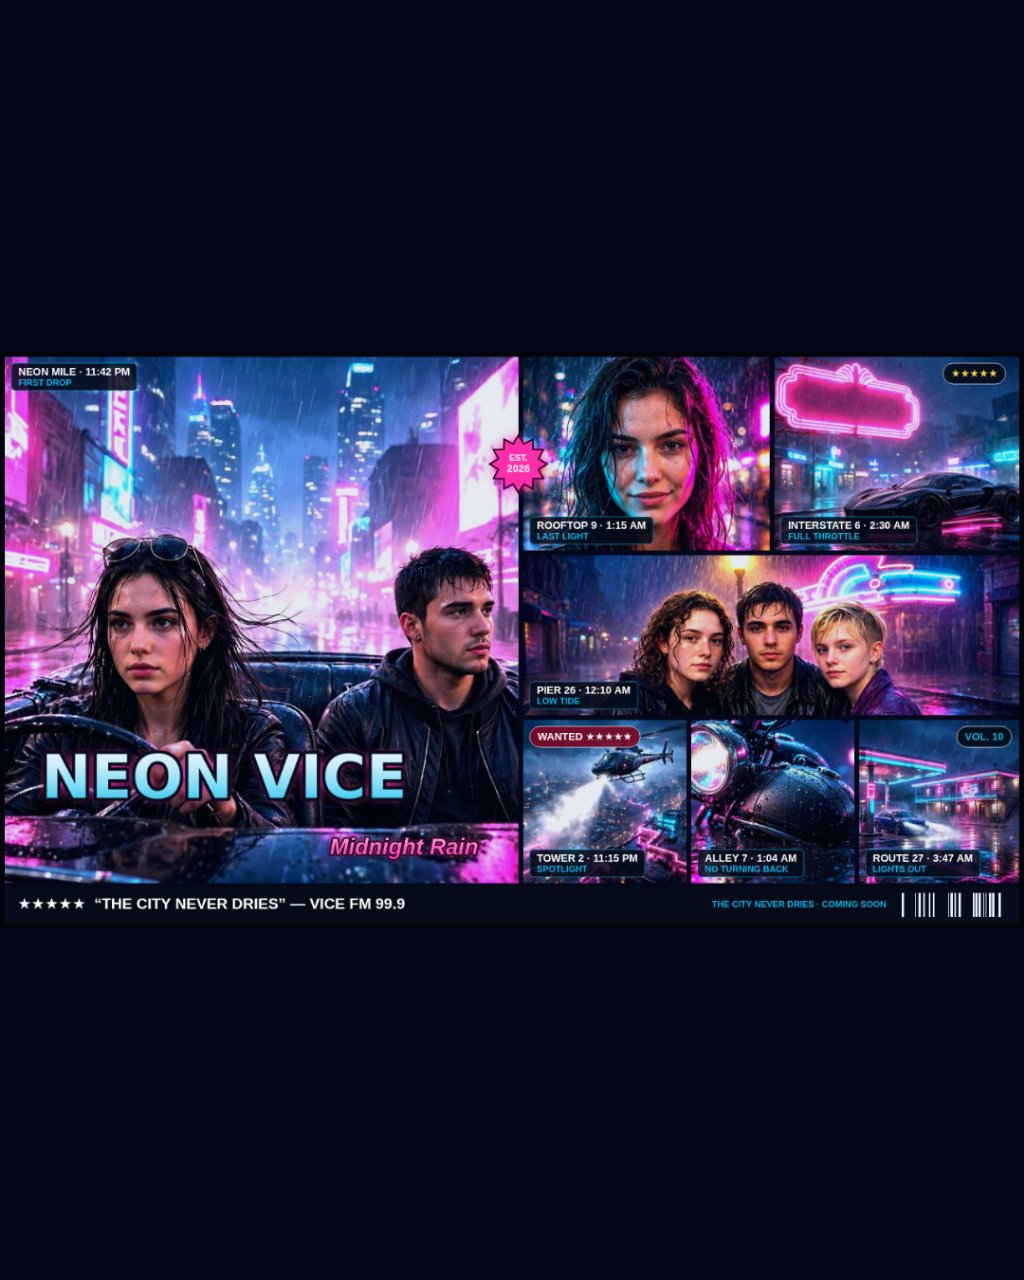 NEON MILE · 11:42 PM
FIRST DROP
EST.
2026
NEON VICE
Midnight Rain
ROOFTOP 9 · 1:15 AM
LAST LIGHT
★★★★★
INTERSTATE 6 · 2:30 AM
FULL THROTTLE
PIER 26 · 12:10 AM
LOW TIDE
WANTED ★★★★★
TOWER 2 · 11:15 PM
SPOTLIGHT
ALLEY 7 · 1:04 AM
NO TURNING BACK
VOL. 10
ROUTE 27 · 3:47 AM
LIGHTS OUT
★★★★★ “THE CITY NEVER DRIES” — VICE FM 99.9
THE CITY NEVER DRIES · COMING SOON